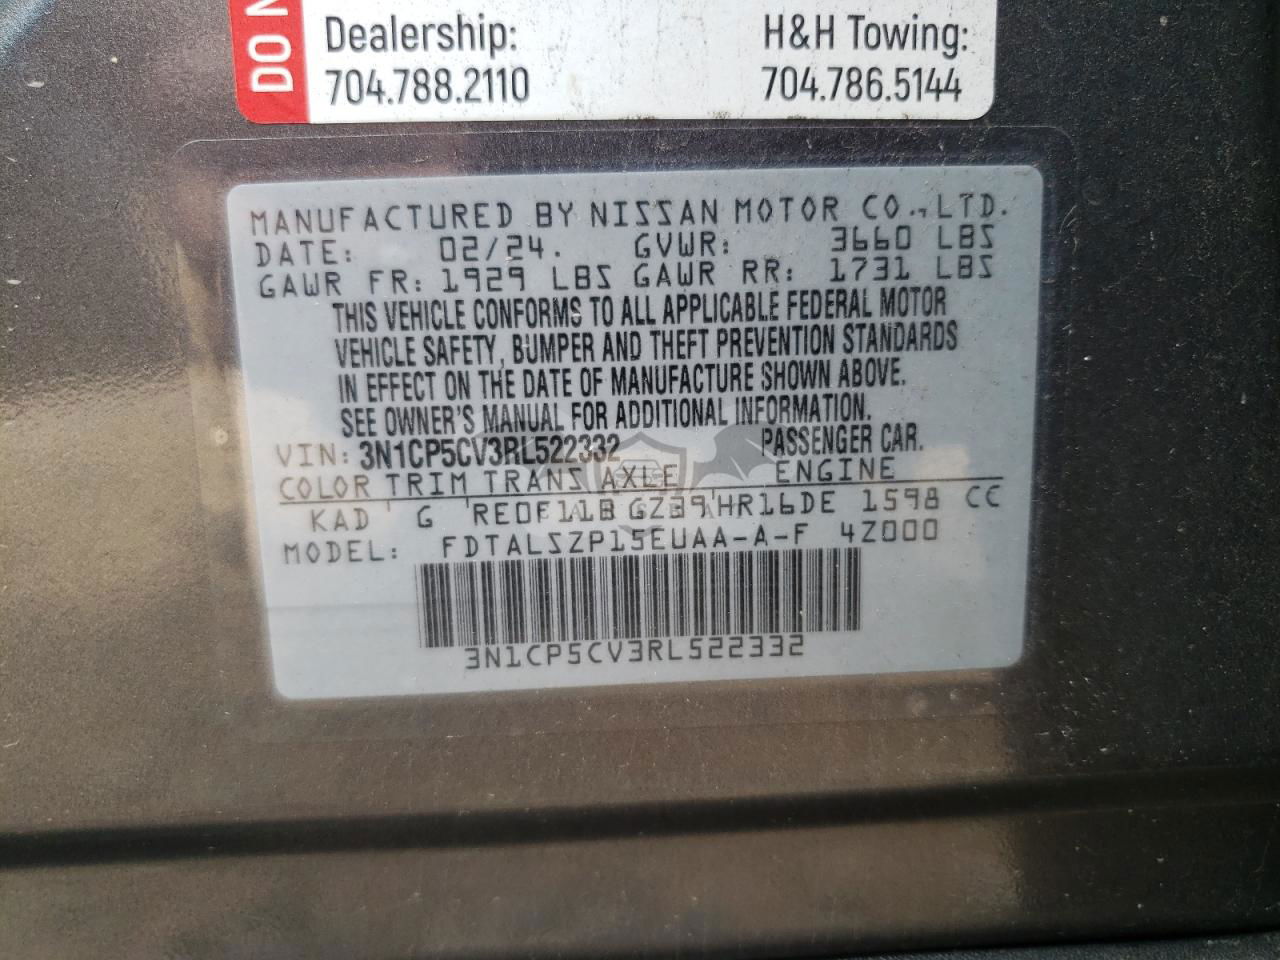 DO N
Dealership: H&H Towing:
704.788.2110 704.786.5144
MANUFACTURED BY NISSAN MOTOR CO., LTD.
DATE: 02/24. GVWR: 3660 LBS
GAWR FR: 1929 LBS GAWR RR: 1731 LBS
THIS VEHICLE CONFORMS TO ALL APPLICABLE FEDERAL MOTOR
VEHICLE SAFETY, BUMPER AND THEFT PREVENTION STANDARDS
IN EFFECT ON THE DATE OF MANUFACTURE SHOWN ABOVE.
SEE OWNER'S MANUAL FOR ADDITIONAL INFORMATION.
VIN: 3N1CP5CV3RL522332 PASSENGER CAR.
COLOR TRIM TRANS AXLE ENGINE
KAD G RE0F11B GZ39 HR16DE 1598 CC
MODEL: FDTALSZP15EUAA-A-F 4Z000
3N1CP5CV3RL522332